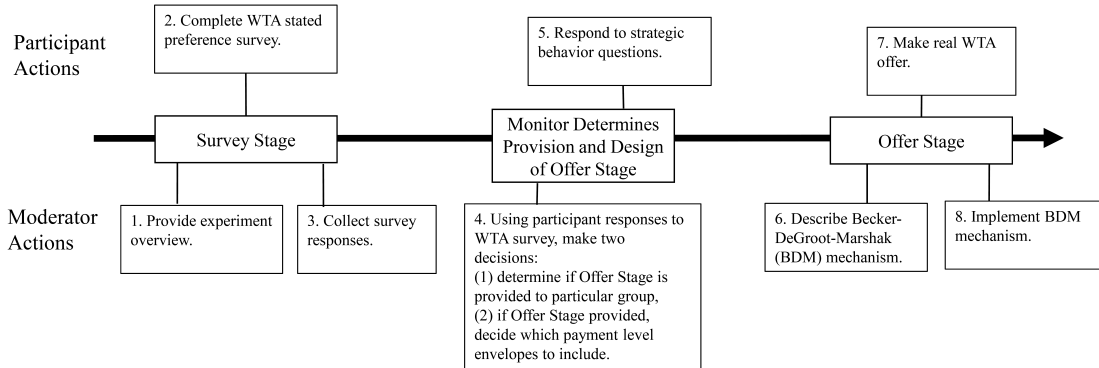 Participant
Actions
2. Complete WTA stated
preference survey.
5. Respond to strategic
behavior questions.
7. Make real WTA
offer.
Survey Stage
Monitor Determines
Provision and Design
of Offer Stage
Offer Stage
Moderator
Actions
1. Provide experiment
overview.
3. Collect survey
responses.
4. Using participant responses to
WTA survey, make two
decisions:
(1) determine if Offer Stage is
provided to particular group,
(2) if Offer Stage provided,
decide which payment level
envelopes to include.
6. Describe Becker-
DeGroot-Marshak
(BDM) mechanism.
8. Implement BDM
mechanism.